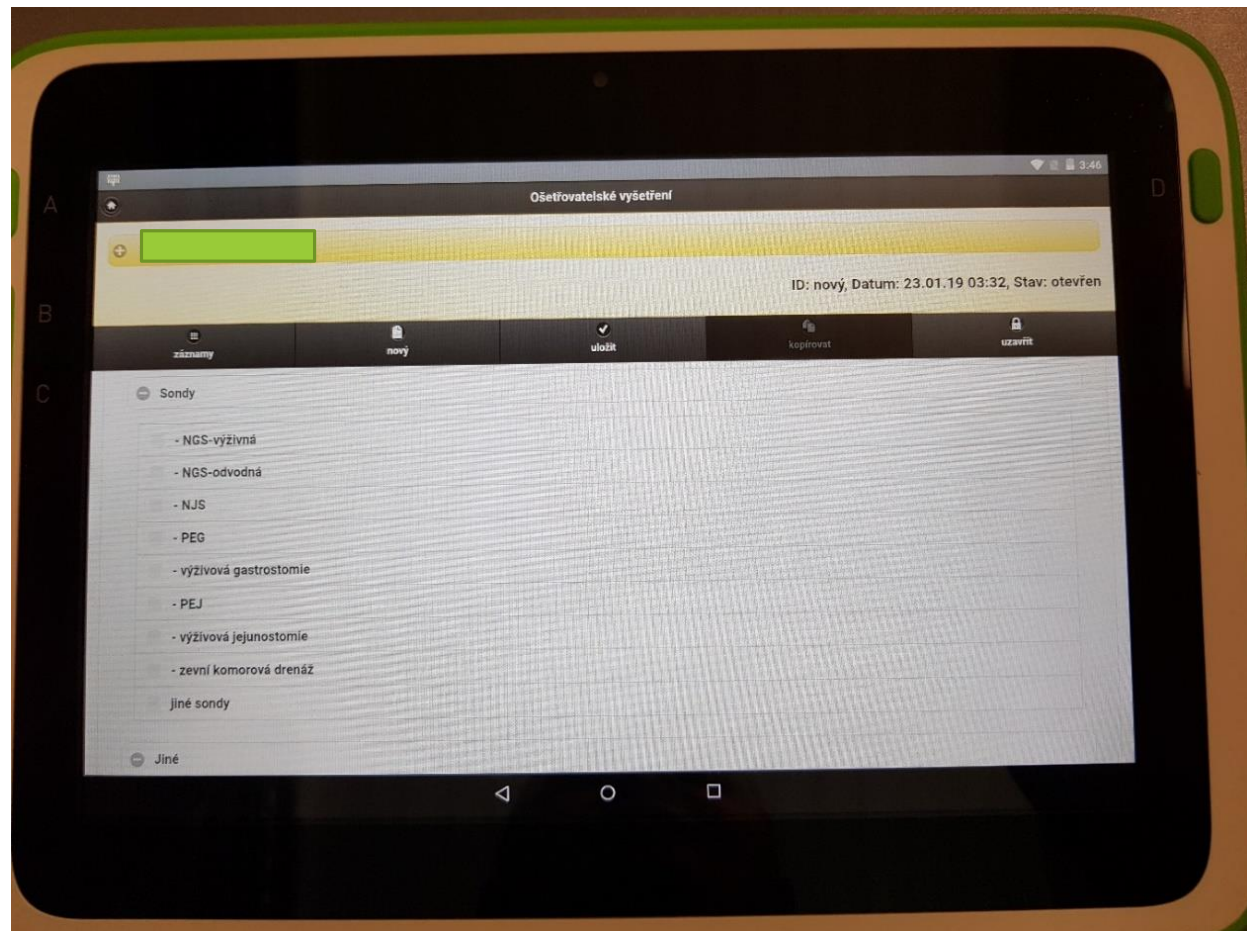 3:46
Ošetřovatelské vyšetření
ID: nový, Datum: 23.01.19 03:32, Stav: otevřen
záznamy nový uložit kopírovat uzavřít
Sondy
- NGS-výživná
- NGS-odvodná
- NJS
- PEG
- výživová gastrostomie
- PEJ
- výživová jejunostomie
- zevní komorová drenáž
jiné sondy
Jiné
A
B
C
D